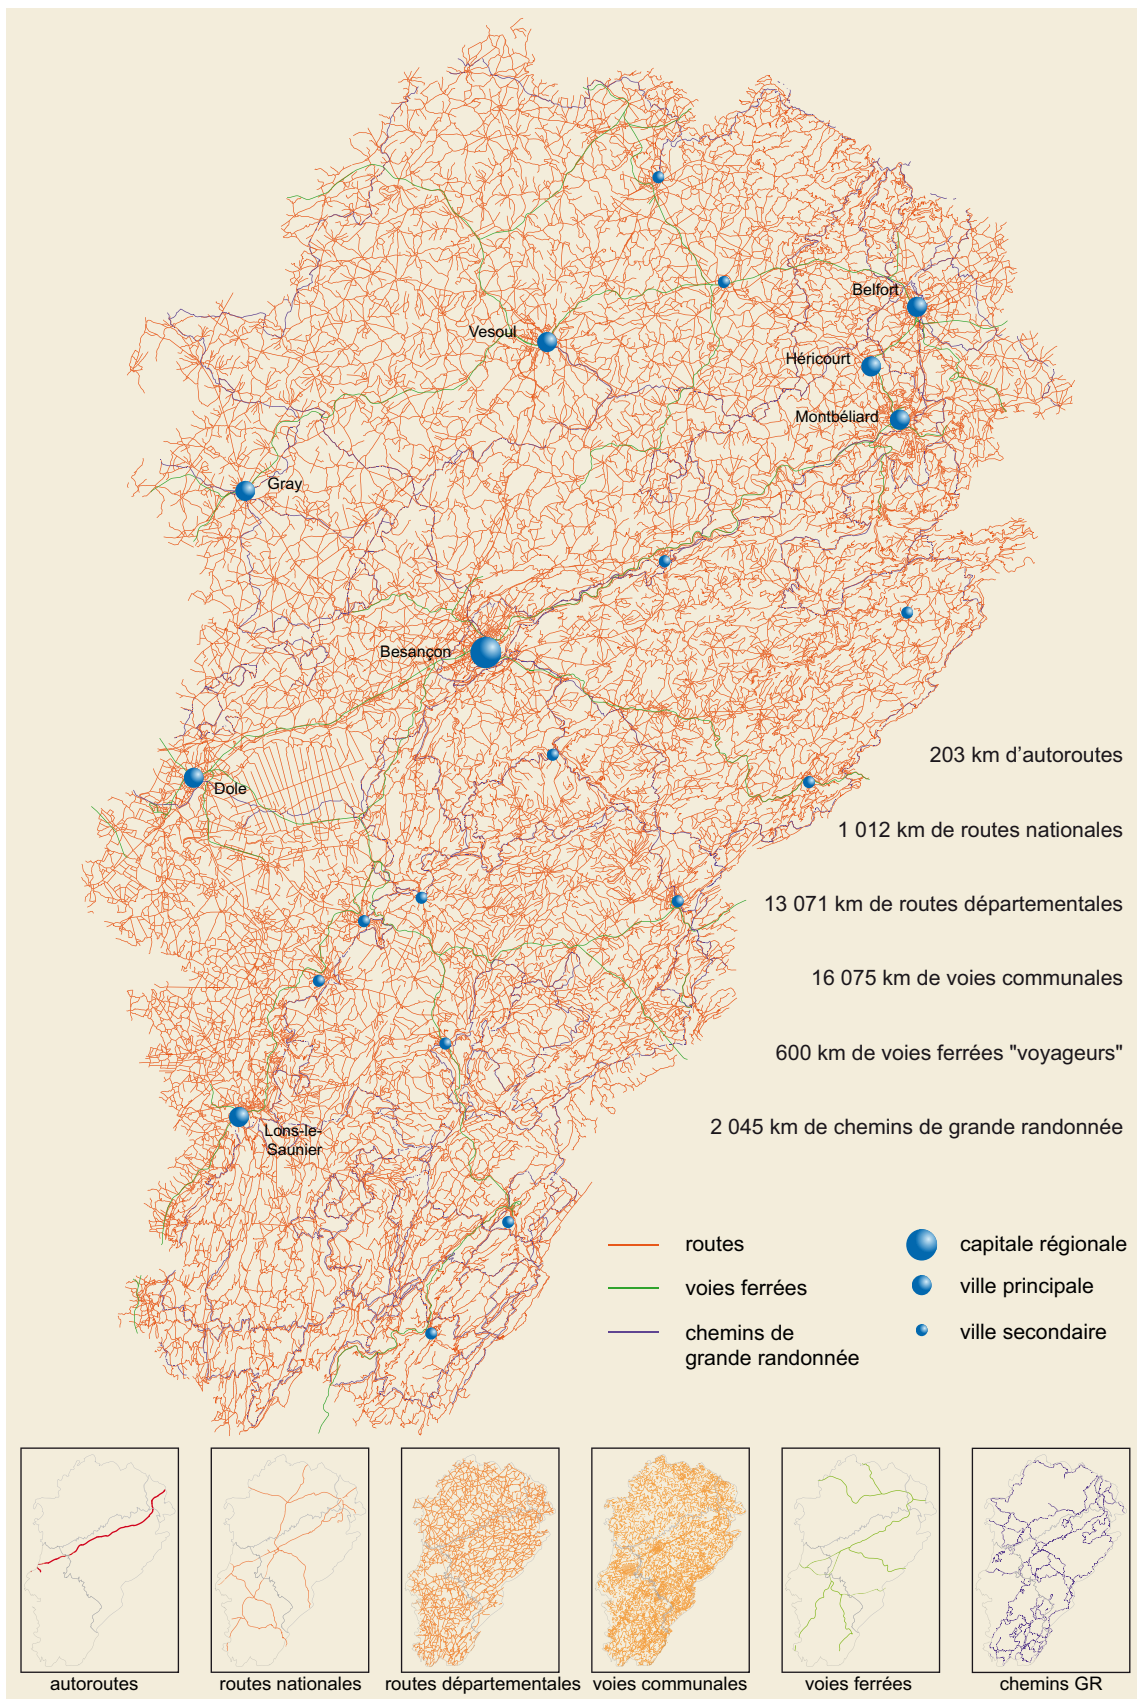 Belfort
Vesoul
Héricourt
Montbéliard
Gray
Besançon
Dole
Lons-le-
Saunier
203 km d’autoroutes
1 012 km de routes nationales
13 071 km de routes départementales
16 075 km de voies communales
600 km de voies ferrées "voyageurs"
2 045 km de chemins de grande randonnée
routes
voies ferrées
chemins de
grande randonnée
capitale régionale
ville principale
ville secondaire
autoroutes
routes nationales
routes départementales
voies communales
voies ferrées
chemins GR